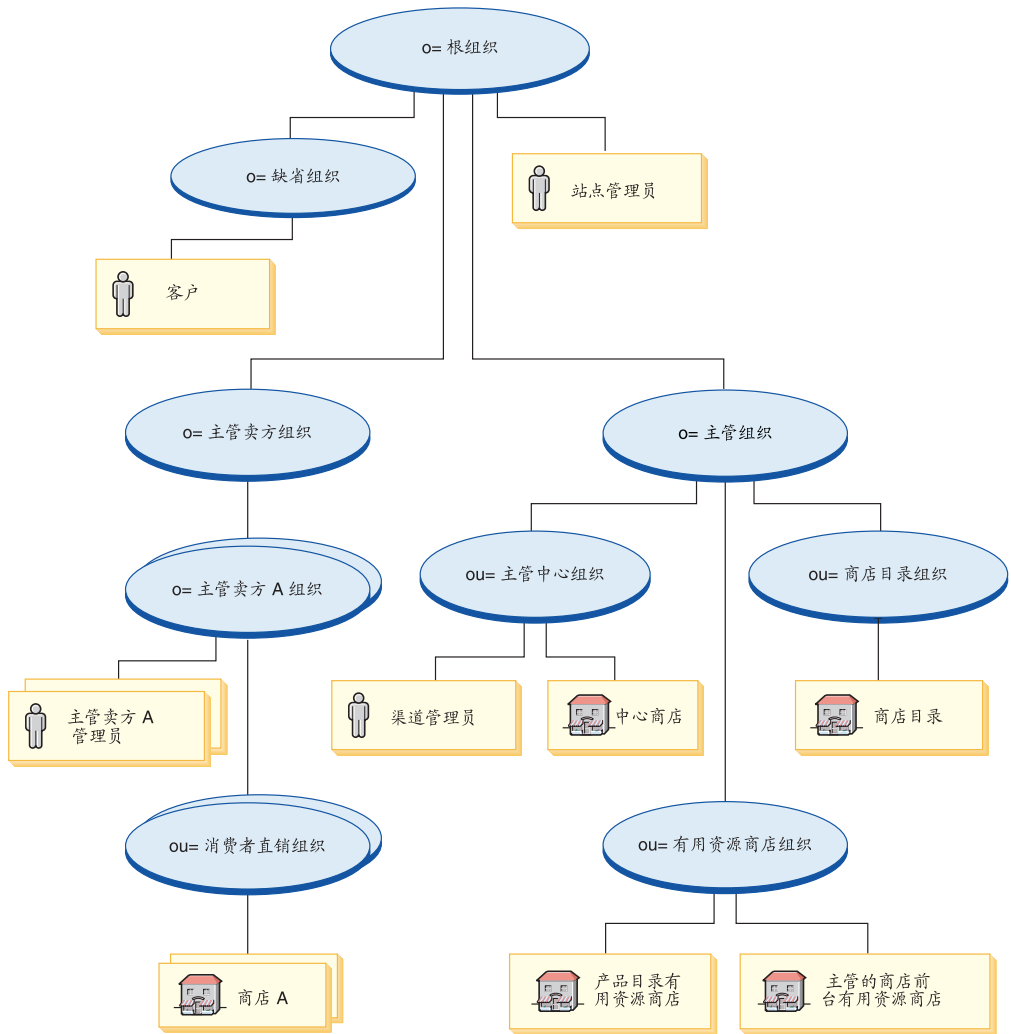 o= 根组织
o= 缺省组织
站点管理员
客户
o= 主管卖方组织
o= 主管组织
o= 主管卖方 A 组织
ou= 主管中心组织
ou= 商店目录组织
主管卖方 A
管理员
渠道管理员
中心商店
商店目录
ou= 消费者直销组织
ou= 有用资源商店组织
商店 A
产品目录有
用资源商店
主管的商店前
台有用资源商店